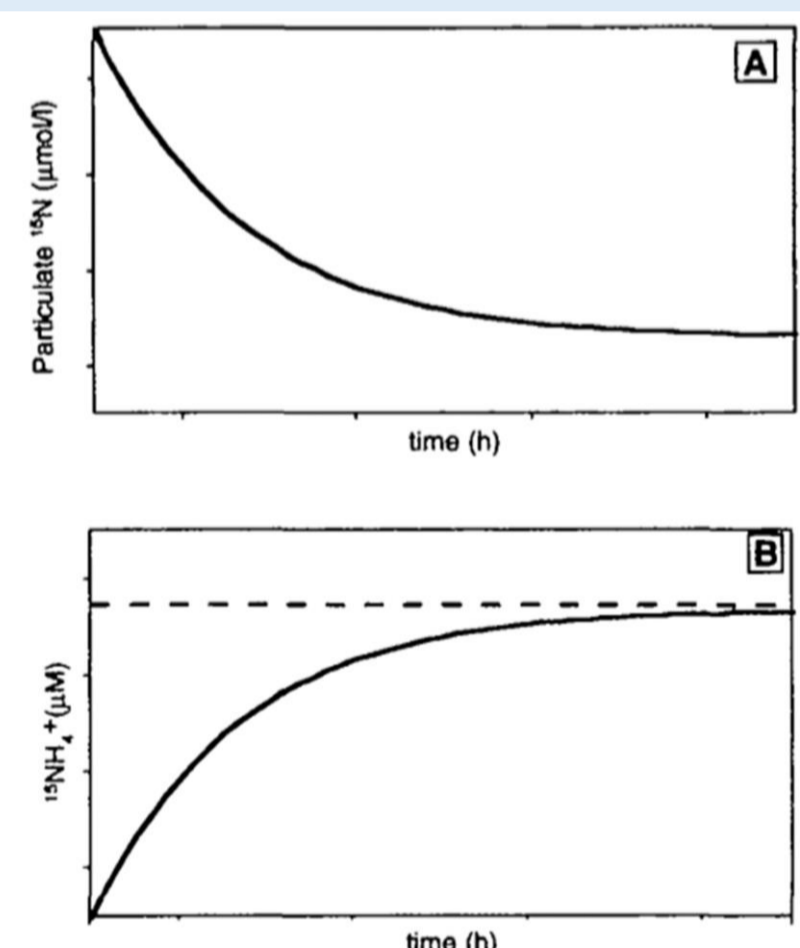 A
Particulate ¹⁵N (μmol/l)
time (h)
B
¹⁵NH₄+(μM)
time (h)